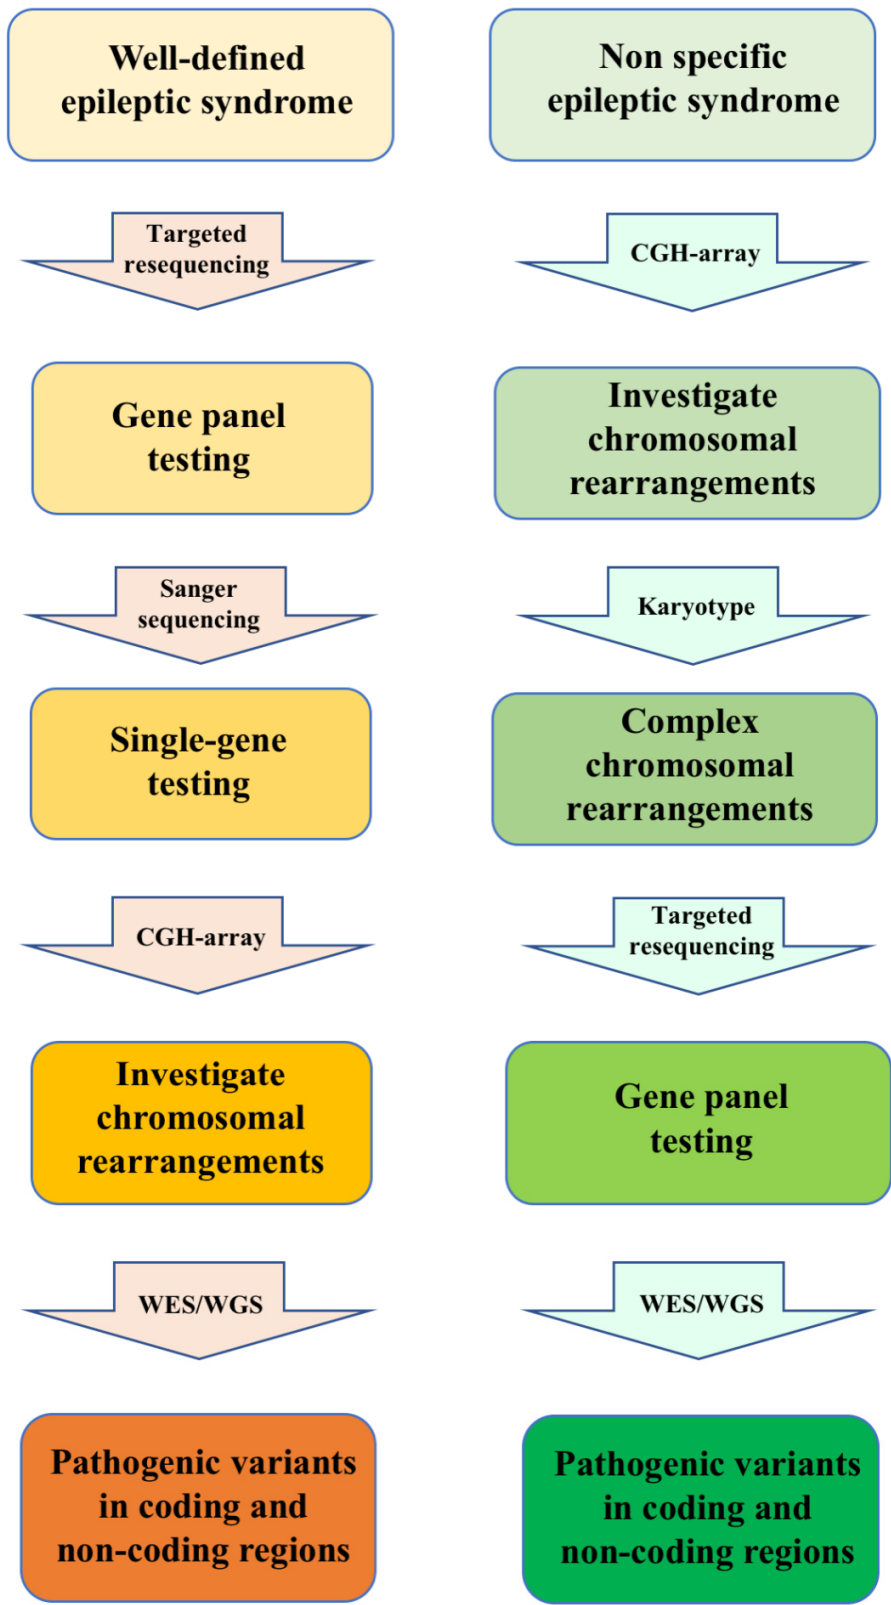 Well-defined
epileptic syndrome
Targeted
resequencing
Gene panel
testing
Sanger
sequencing
Single-gene
testing
CGH-array
Investigate
chromosomal
rearrangements
WES/WGS
Pathogenic variants
in coding and
non-coding regions
Non specific
epileptic syndrome
CGH-array
Investigate
chromosomal
rearrangements
Karyotype
Complex
chromosomal
rearrangements
Targeted
resequencing
Gene panel
testing
WES/WGS
Pathogenic variants
in coding and
non-coding regions